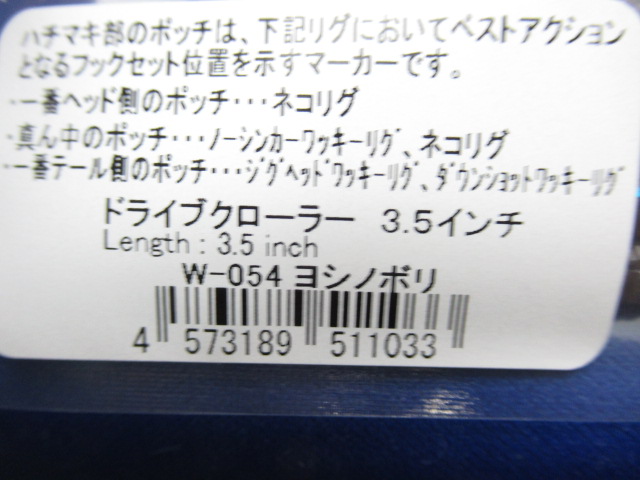 ハチマキ部のポッチは、下記リグにおいてベストアクション
となるフックセット位置を示すマーカーです。
・一番ヘッド側のポッチ･･･ネコリグ
・真ん中のポッチ･･･ﾉｰｼﾝｶｰﾜｯｷｰﾘｸﾞ、ネコリグ
・一番テール側のポッチ･･･ｼﾞｸﾞﾍｯﾄﾞﾜｯｷｰﾘｸﾞ、ﾀﾞｳﾝｼｮｯﾄﾜｯｷｰﾘｸﾞ
ドライブクローラー 3.5インチ
Length : 3.5 inch
W-054 ヨシノボリ
4 573189 511033